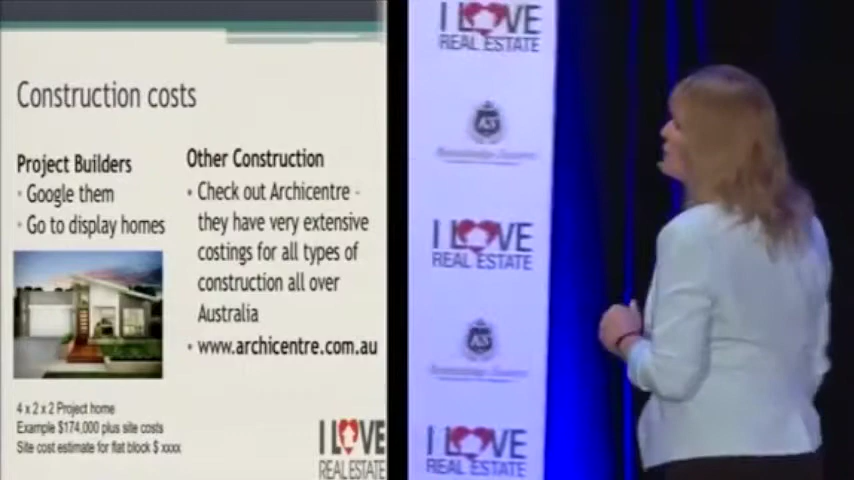 Construction costs
Project Builders
• Google them
• Go to display homes
4 x 2 x 2 Project home
Example $174,000 plus site costs
Site cost estimate for flat block $ xxxx
Other Construction
• Check out Archicentre -
they have very extensive
costings for all types of
construction all over
Australia
• www.archicentre.com.au
I LOVE
REAL ESTATE
I LOVE
REAL ESTATE
I LOVE
REAL ESTATE
I LOVE
REAL ESTATE